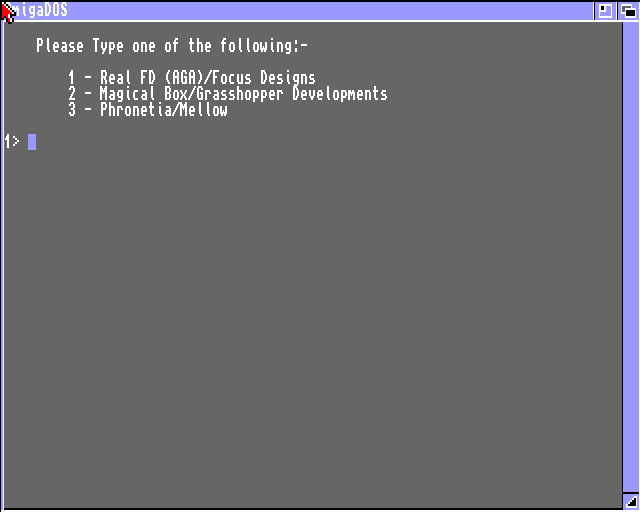 AmigaDOS
Please Type one of the following:-
1 - Real FD (AGA)/Focus Designs
2 - Magical Box/Grasshopper Developments
3 - Phronetia/Mellow
1>